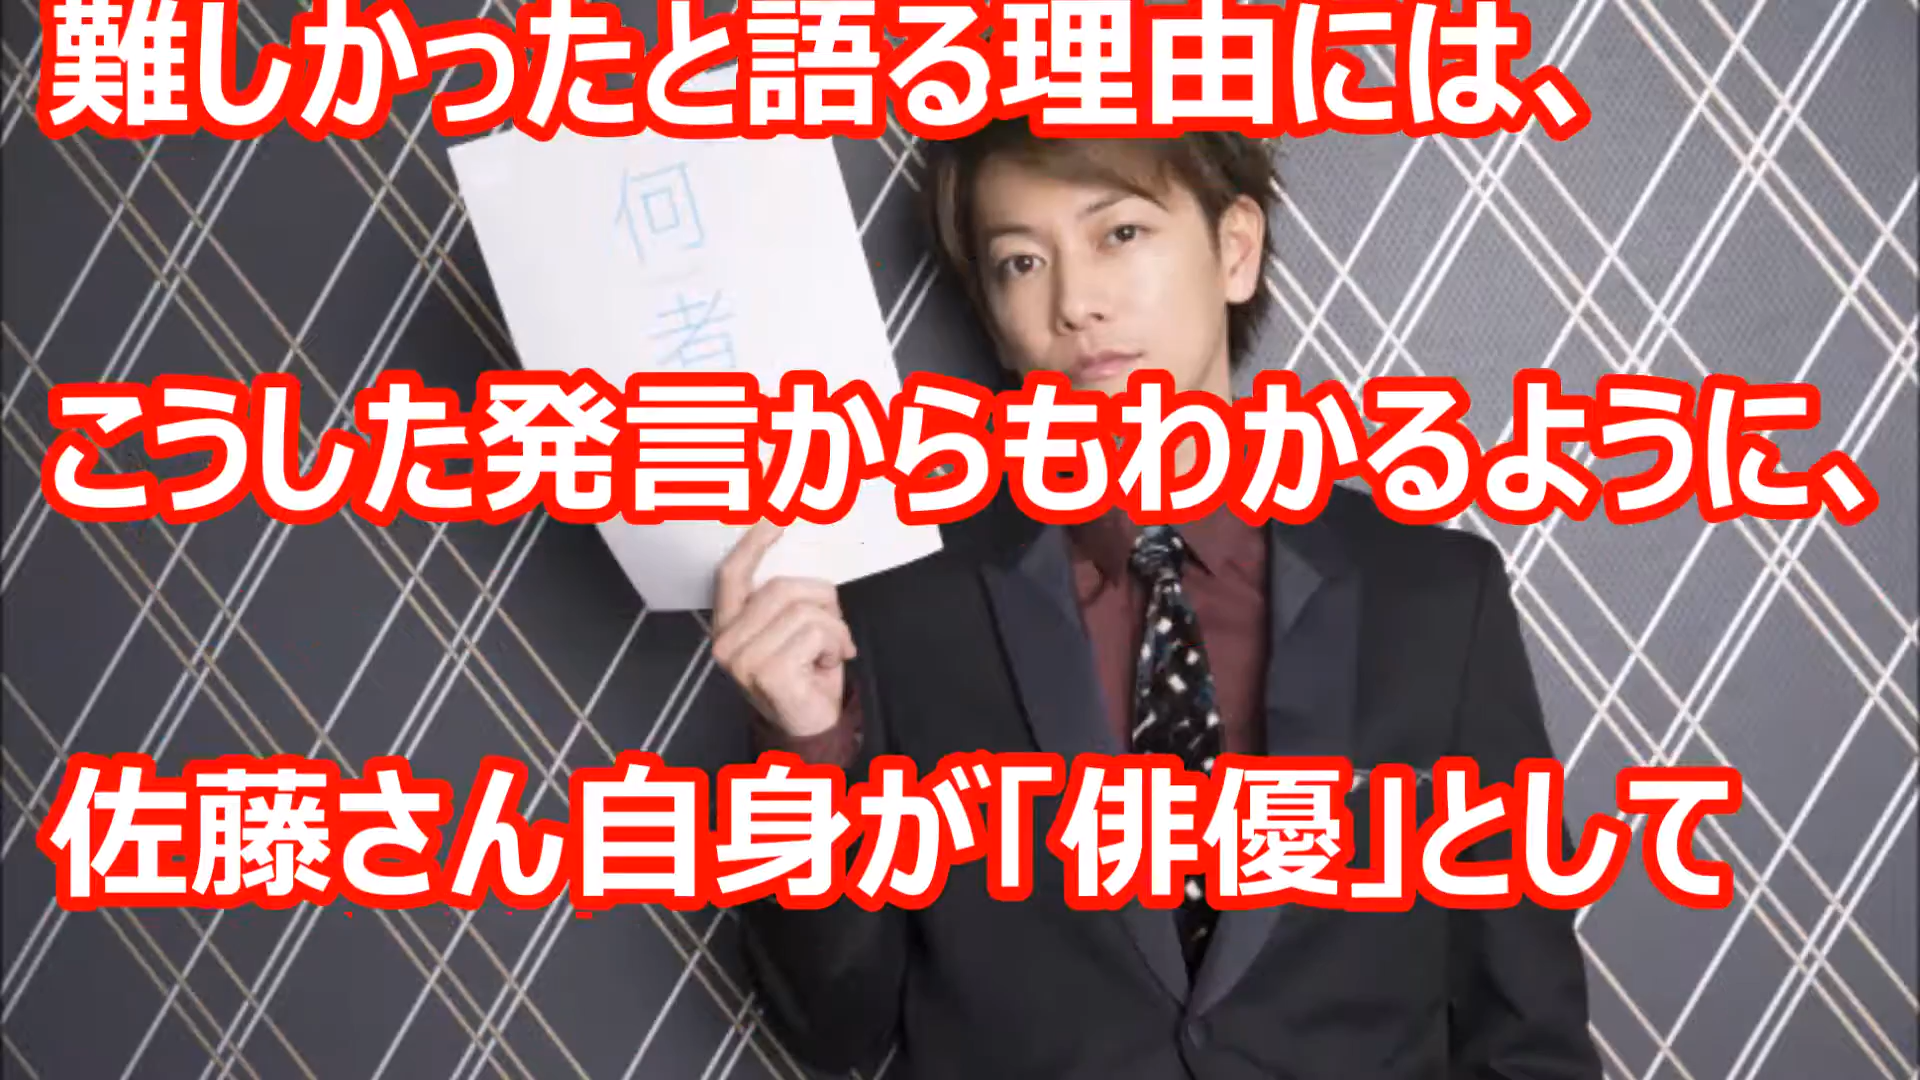 難しかったと語る理由には、
何
者
こうした発言からもわかるように、
佐藤さん自身が「俳優」として